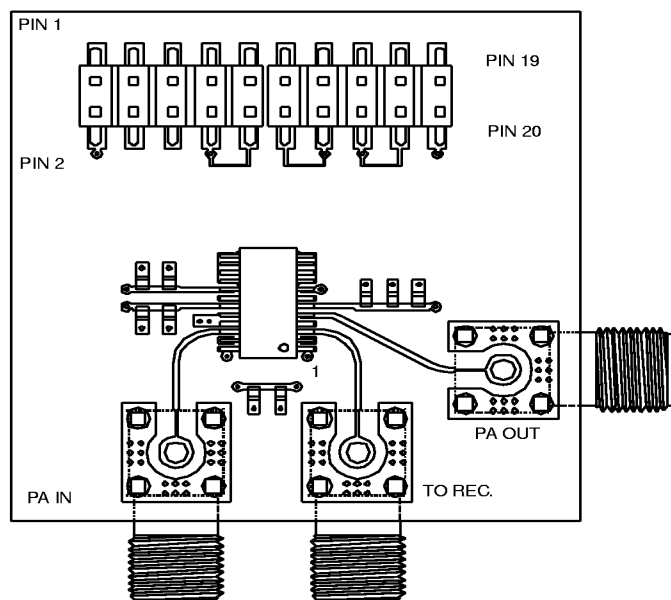 PIN 1
PIN 19
PIN 20
PIN 2
1
PA OUT
PA IN
TO REC.